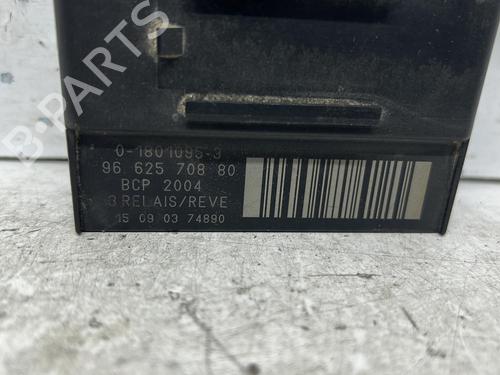 B-PARTS
0-1801095-3
96 625 708 80
BCP 2004
3 RELAIS/REVE
15 09 03 74890